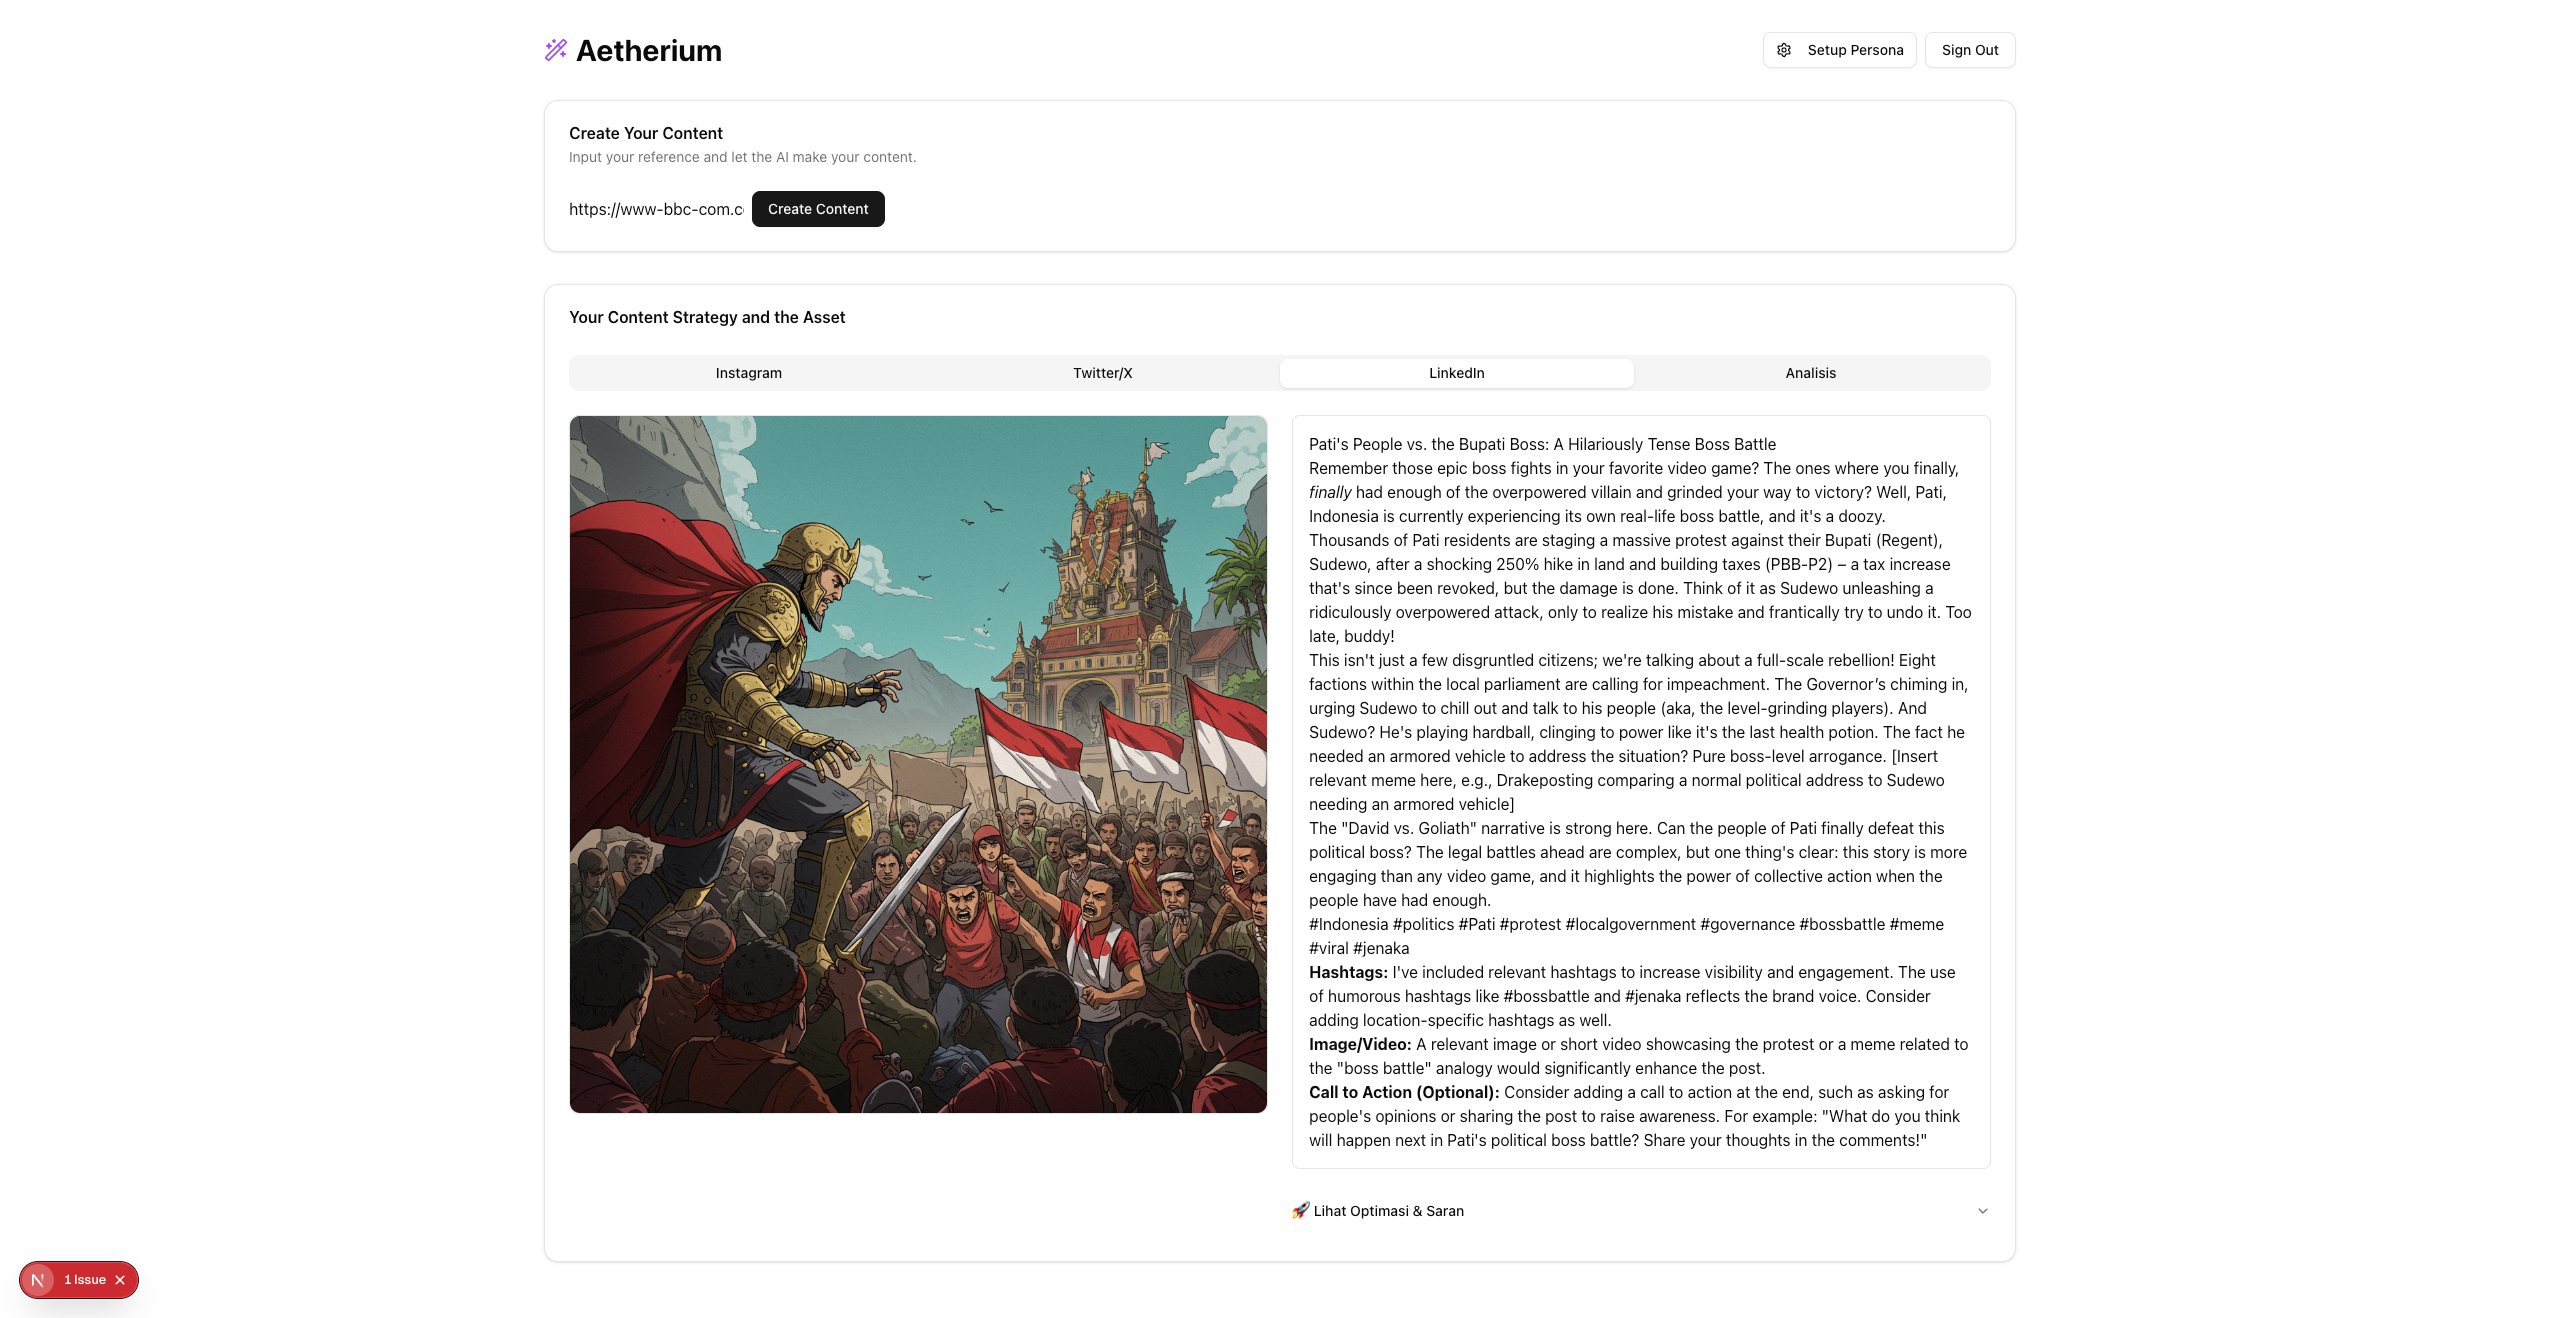 Aetherium
Setup Persona
Sign Out
Create Your Content
Input your reference and let the AI make your content.
https://www-bbc-com.c
Create Content
Your Content Strategy and the Asset
Instagram
Twitter/X
LinkedIn
Analisis
Pati's People vs. the Bupati Boss: A Hilariously Tense Boss Battle
Remember those epic boss fights in your favorite video game? The ones where you finally,
finally had enough of the overpowered villain and grinded your way to victory? Well, Pati,
Indonesia is currently experiencing its own real-life boss battle, and it's a doozy.
Thousands of Pati residents are staging a massive protest against their Bupati (Regent),
Sudewo, after a shocking 250% hike in land and building taxes (PBB-P2) – a tax increase
that's since been revoked, but the damage is done. Think of it as Sudewo unleashing a
ridiculously overpowered attack, only to realize his mistake and frantically try to undo it. Too
late, buddy!
This isn't just a few disgruntled citizens; we're talking about a full-scale rebellion! Eight
factions within the local parliament are calling for impeachment. The Governor’s chiming in,
urging Sudewo to chill out and talk to his people (aka, the level-grinding players). And
Sudewo? He's playing hardball, clinging to power like it's the last health potion. The fact he
needed an armored vehicle to address the situation? Pure boss-level arrogance. [Insert
relevant meme here, e.g., Drakeposting comparing a normal political address to Sudewo
needing an armored vehicle]
The "David vs. Goliath" narrative is strong here. Can the people of Pati finally defeat this
political boss? The legal battles ahead are complex, but one thing's clear: this story is more
engaging than any video game, and it highlights the power of collective action when the
people have had enough.
#Indonesia #politics #Pati #protest #localgovernment #governance #bossbattle #meme
#viral #jenaka
Hashtags: I've included relevant hashtags to increase visibility and engagement. The use
of humorous hashtags like #bossbattle and #jenaka reflects the brand voice. Consider
adding location-specific hashtags as well.
Image/Video: A relevant image or short video showcasing the protest or a meme related to
the "boss battle" analogy would significantly enhance the post.
Call to Action (Optional): Consider adding a call to action at the end, such as asking for
people's opinions or sharing the post to raise awareness. For example: "What do you think
will happen next in Pati's political boss battle? Share your thoughts in the comments!"
🚀 Lihat Optimasi & Saran
N
1 Issue